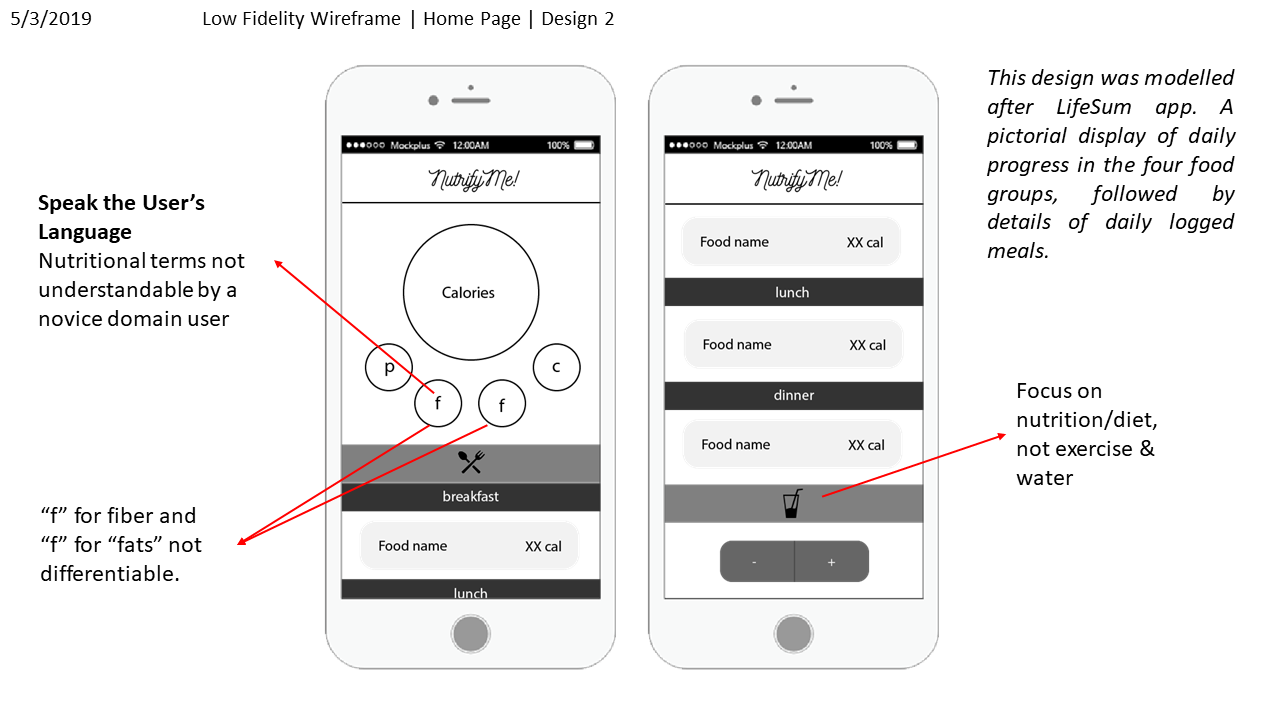 5/3/2019
Low Fidelity Wireframe | Home Page | Design 2
Speak the User’s
Language
Nutritional terms not
understandable by a
novice domain user
“f” for fiber and
“f” for “fats” not
differentiable.
Mockplus 12:00AM 100%
NutrifyMe!
Calories
p
f
f
c
breakfast
Food name XX cal
lunch
Mockplus 12:00AM 100%
NutrifyMe!
Food name XX cal
lunch
Food name XX cal
dinner
Food name XX cal
- +
This design was modelled
after LifeSum app. A
pictorial display of daily
progress in the four food
groups, followed by
details of daily logged
meals.
Focus on
nutrition/diet,
not exercise &
water